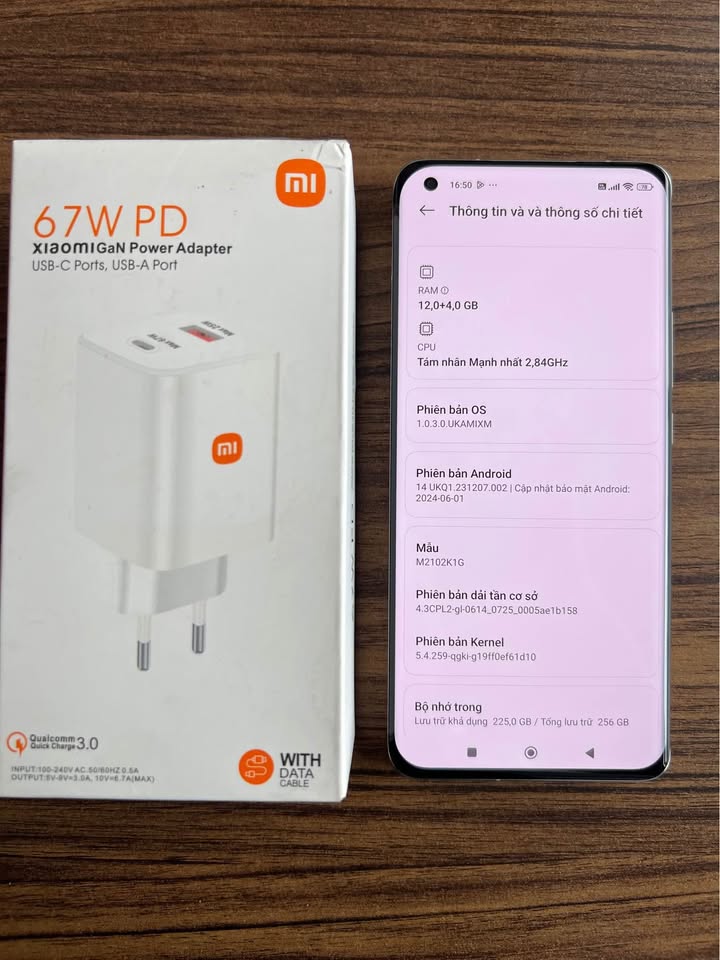 mi
67W PD
xiaomi GaN Power Adapter
USB-C Ports, USB-A Port
Max 67W
mi
Qualcomm
Quick Charge 3.0
INPUT:100-240V AC.50/60HZ 0.5A
OUTPUT:5V-9V=3.0A, 10V=6.7A(MAX)
WITH
DATA
CABLE
16:50
Thông tin và và thông số chi tiết
RAM
12,0+4,0 GB
CPU
Tám nhân Mạnh nhất 2,84GHz
Phiên bản OS
1.0.3.0.UKAMIXM
Phiên bản Android
14 UKQ1.231207.002 | Cập nhật bảo mật Android:
2024-06-01
Mẫu
M2102K1G
Phiên bản dải tần cơ sở
4.3CPL2-gl-0614_0725_0005ae1b158
Phiên bản Kernel
5.4.259-qgki-g19ff0ef61d10
Bộ nhớ trong
Lưu trữ khả dụng 225,0 GB / Tổng lưu trữ 256 GB